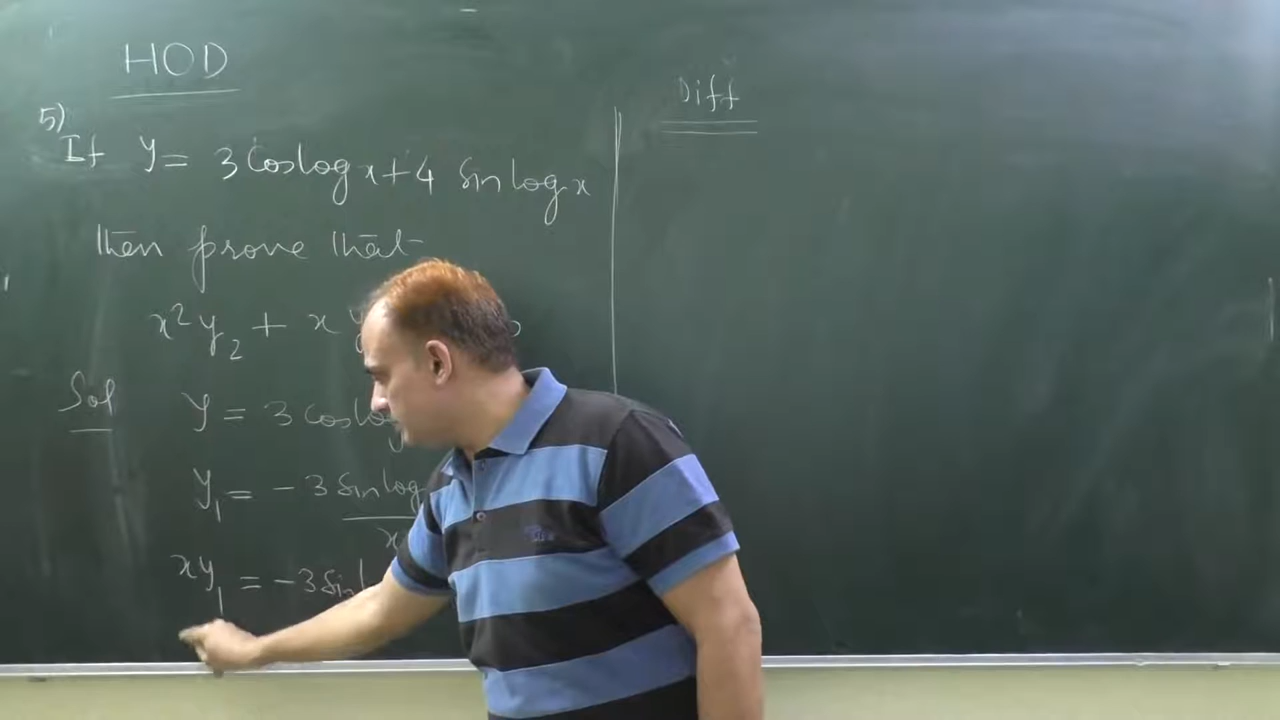 HOD
5)
If y = 3 cos log x + 4 sin log x
then prove that
x²y₂ + x
Sol y = 3 cos log
y₁ = - 3 sin log
x
xy₁ = - 3 sin
Diff